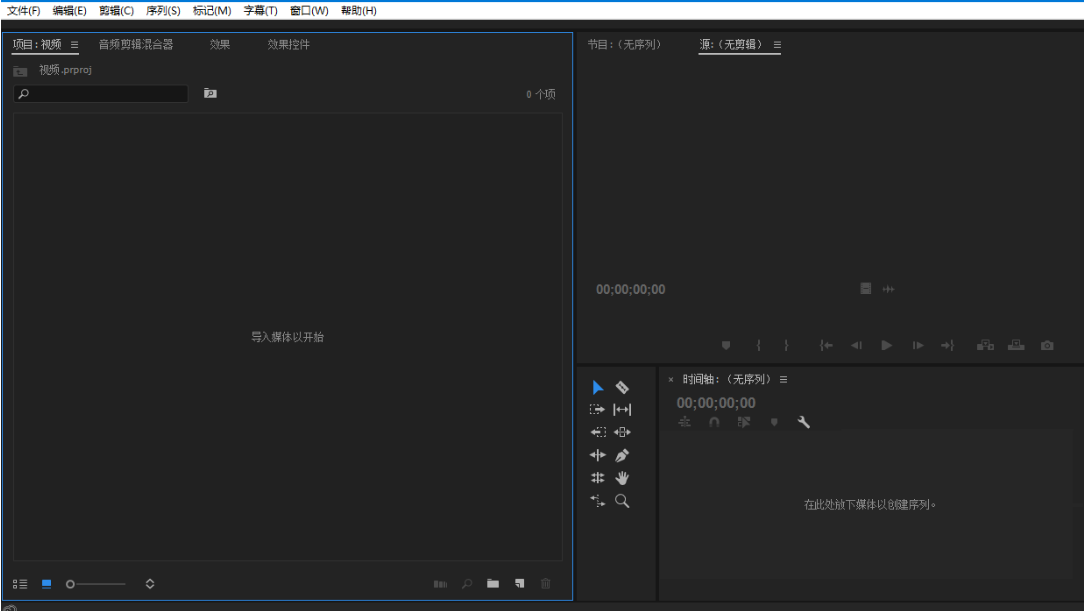 文件(F) 编辑(E) 剪辑(C) 序列(S) 标记(M) 字幕(T) 窗口(W) 帮助(H)
项目:视频 音频剪辑混合器 效果 效果控件
视频.prproj
0 个项
导入媒体以开始
节目:(无序列) 源:(无剪辑)
00;00;00;00
× 时间轴:(无序列)
00;00;00;00
在此处放下媒体以创建序列。